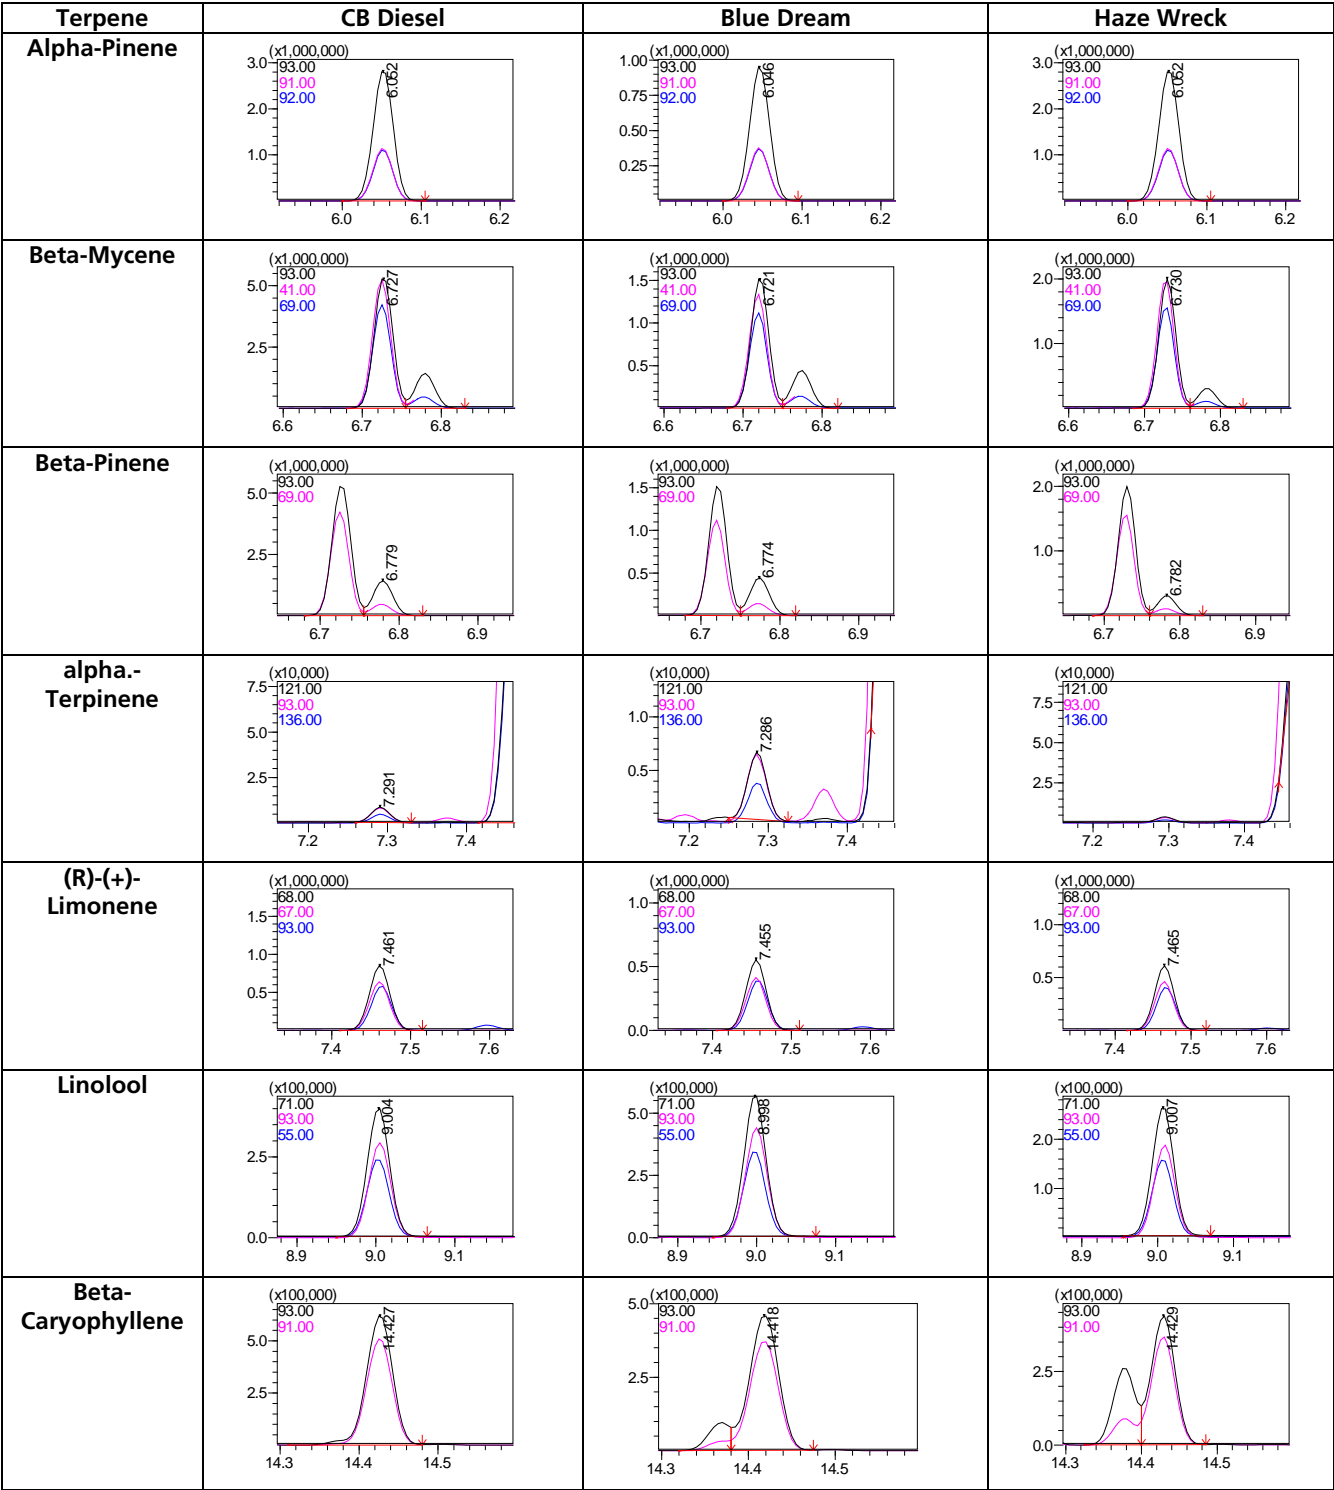 Terpene CB Diesel Blue Dream Haze Wreck
Alpha-Pinene
(x1,000,000)
93.00
91.00
92.00
6.052
3.0
2.0
1.0
6.0 6.1 6.2
(x1,000,000)
93.00
91.00
92.00
6.046
1.00
0.75
0.50
0.25
6.0 6.1 6.2
(x1,000,000)
93.00
91.00
92.00
6.052
3.0
2.0
1.0
6.0 6.1 6.2
Beta-Mycene
(x1,000,000)
93.00
41.00
69.00
6.727
5.0
2.5
6.6 6.7 6.8
(x1,000,000)
93.00
41.00
69.00
6.721
1.5
1.0
0.5
6.6 6.7 6.8
(x1,000,000)
93.00
41.00
69.00
6.730
2.0
1.0
6.6 6.7 6.8
Beta-Pinene
(x1,000,000)
93.00
69.00
6.779
5.0
2.5
6.7 6.8 6.9
(x1,000,000)
93.00
69.00
6.774
1.5
1.0
0.5
6.7 6.8 6.9
(x1,000,000)
93.00
69.00
6.782
2.0
1.0
6.7 6.8 6.9
alpha.-
Terpinene
(x10,000)
121.00
93.00
136.00
7.291
7.5
5.0
2.5
7.2 7.3 7.4
(x10,000)
121.00
93.00
136.00
7.286
1.0
0.5
7.2 7.3 7.4
(x10,000)
121.00
93.00
136.00
7.5
5.0
2.5
7.2 7.3 7.4
(R)-(+)-
Limonene
(x1,000,000)
68.00
67.00
93.00
7.461
1.5
1.0
0.5
7.4 7.5 7.6
(x1,000,000)
68.00
67.00
93.00
7.455
1.0
0.5
0.0
7.4 7.5 7.6
(x1,000,000)
68.00
67.00
93.00
7.465
1.0
0.5
7.4 7.5 7.6
Linolool
(x100,000)
71.00
93.00
55.00
9.004
2.5
0.0
8.9 9.0 9.1
(x100,000)
71.00
93.00
55.00
8.998
5.0
2.5
0.0
8.9 9.0 9.1
(x100,000)
71.00
93.00
55.00
9.007
2.0
1.0
8.9 9.0 9.1
Beta-
Caryophyllene
(x100,000)
93.00
91.00
14.427
5.0
2.5
14.3 14.4 14.5
(x100,000)
93.00
91.00
14.418
5.0
2.5
14.3 14.4 14.5
(x100,000)
93.00
91.00
14.429
2.5
0.0
14.3 14.4 14.5